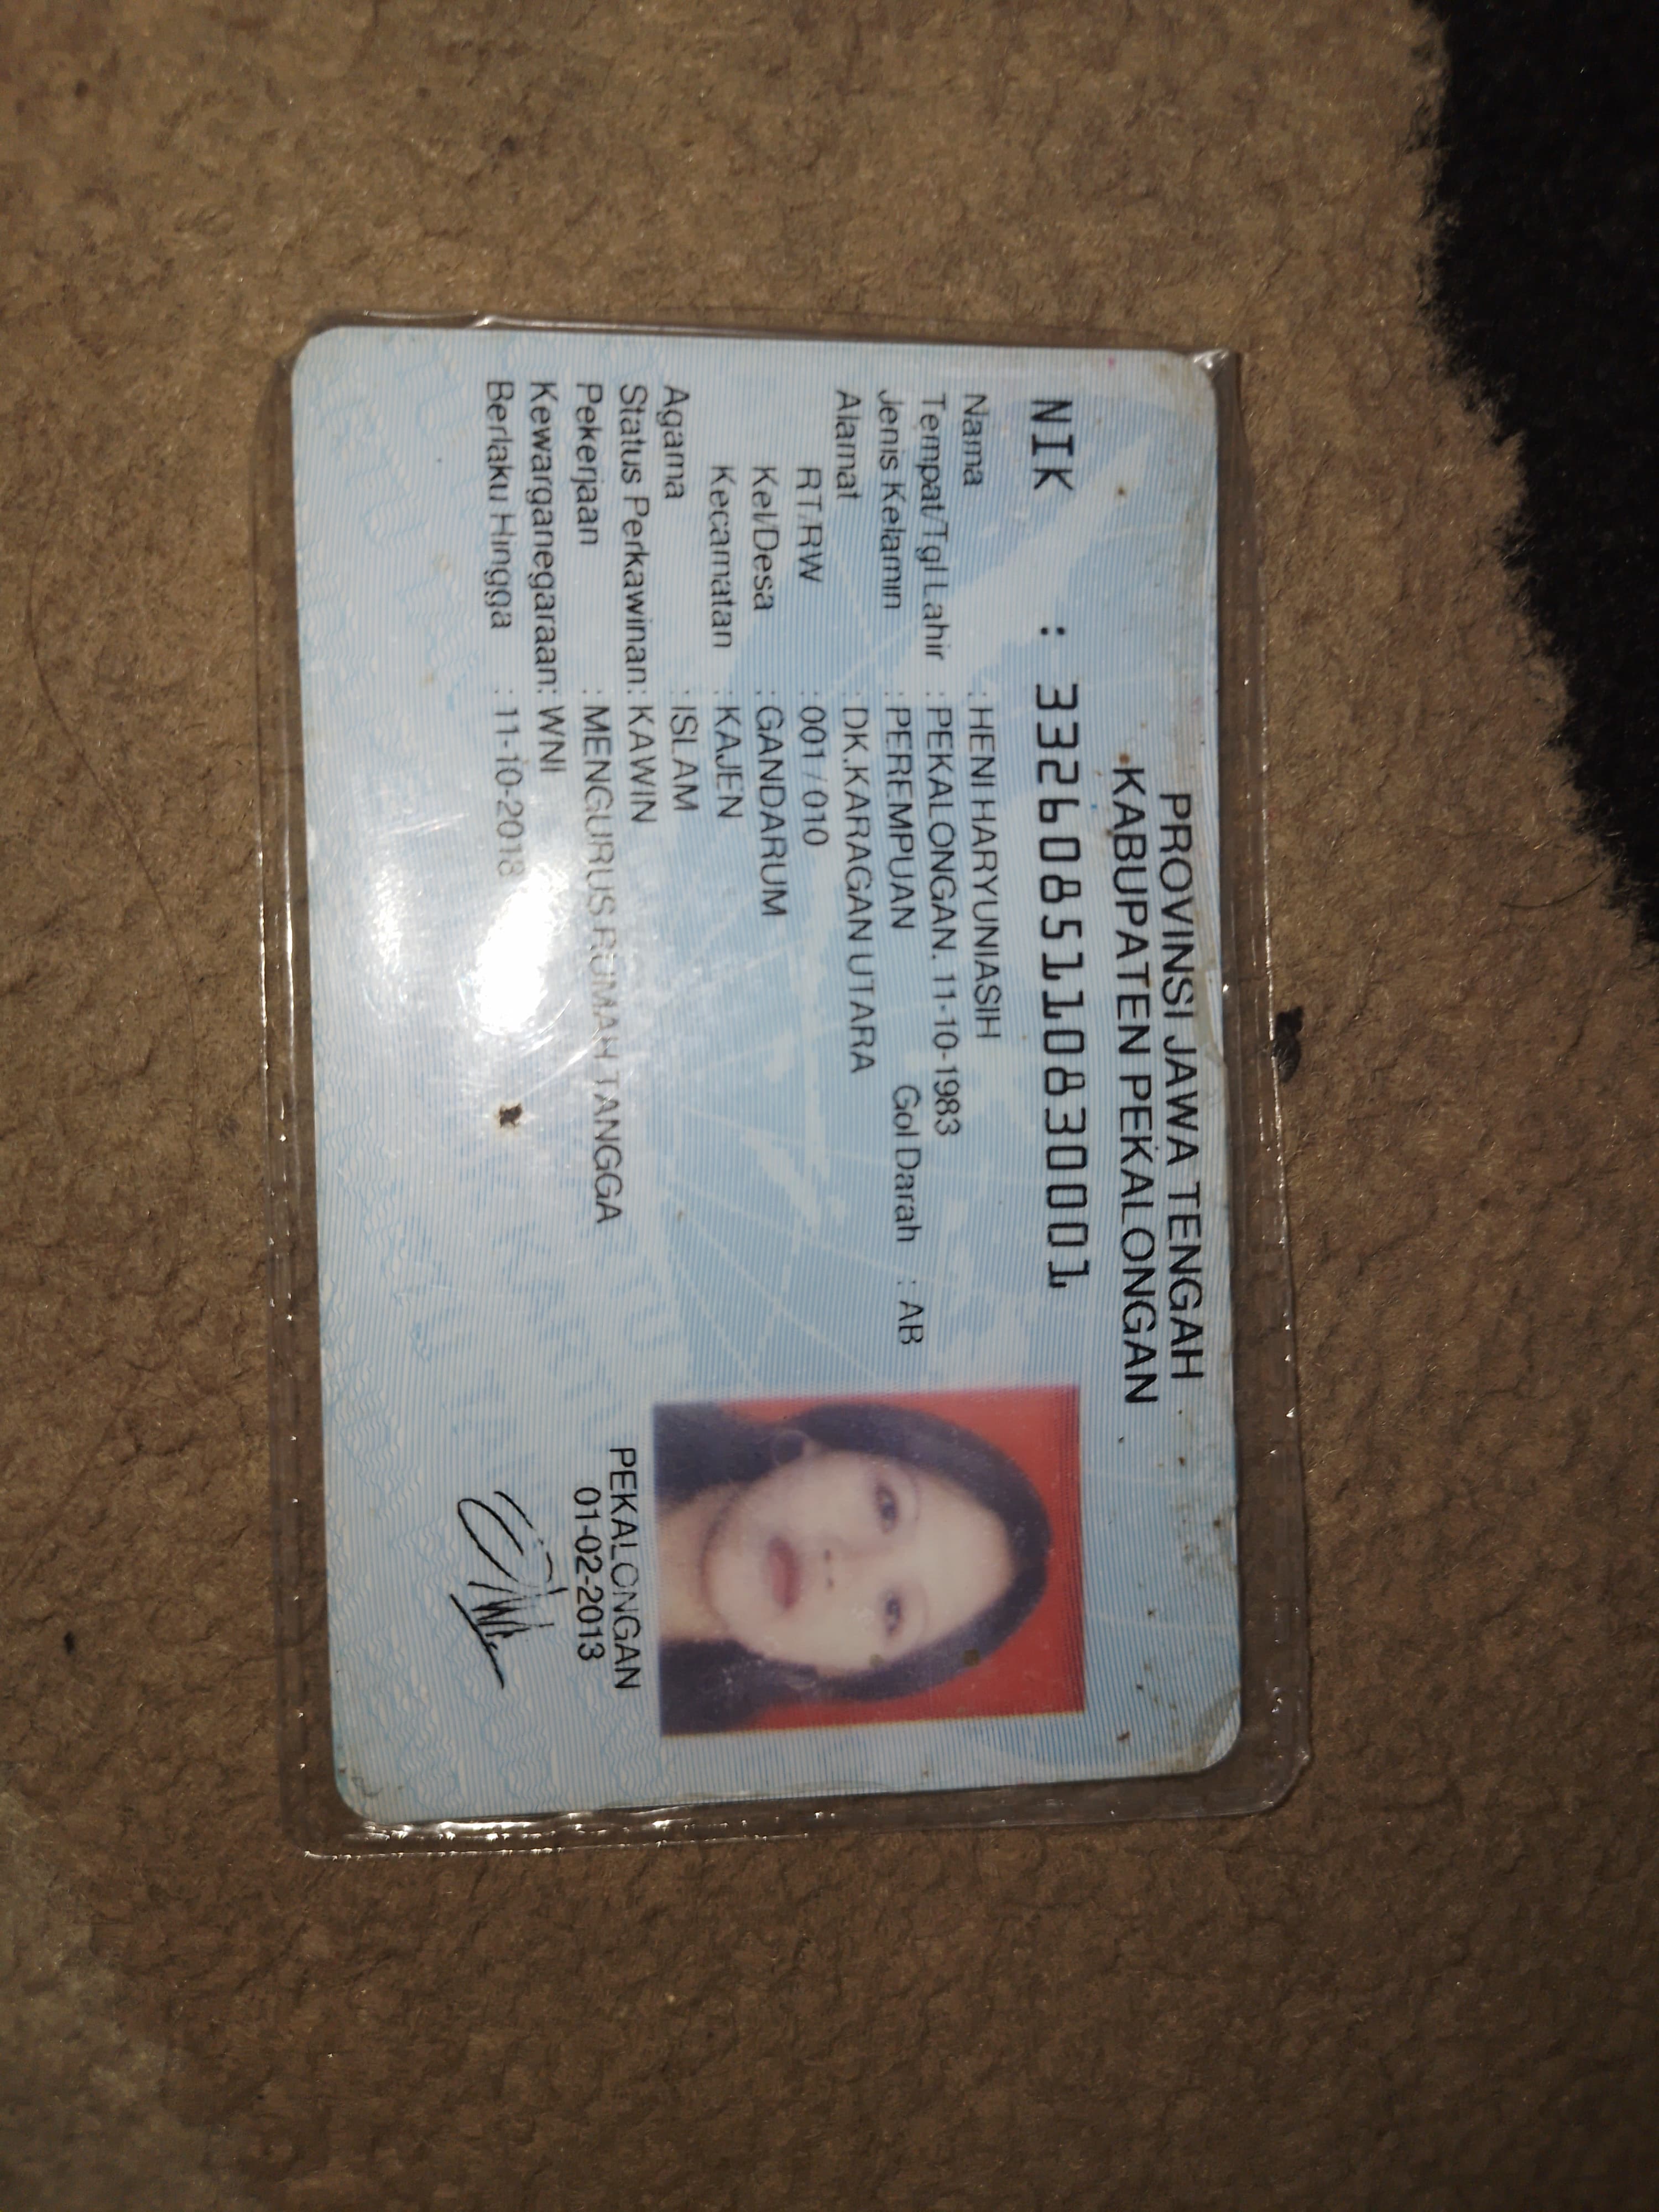 PROVINSI JAWA TENGAH
KABUPATEN PEKALONGAN
NIK : 3326085110830001
Nama : HENI HARYUNIASIH
Tempat/Tgl Lahir : PEKALONGAN, 11-10-1983
Jenis Kelamin : PEREMPUAN Gol Darah : AB
Alamat : DK.KARAGAN UTARA
RT/RW : 001 / 010
Kel/Desa : GANDARUM
Kecamatan : KAJEN
Agama : ISLAM
Status Perkawinan: KAWIN
Pekerjaan : MENGURUS RUMAH TANGGA
Kewarganegaraan: WNI
Berlaku Hingga : 11-10-2018
PEKALONGAN
01-02-2013